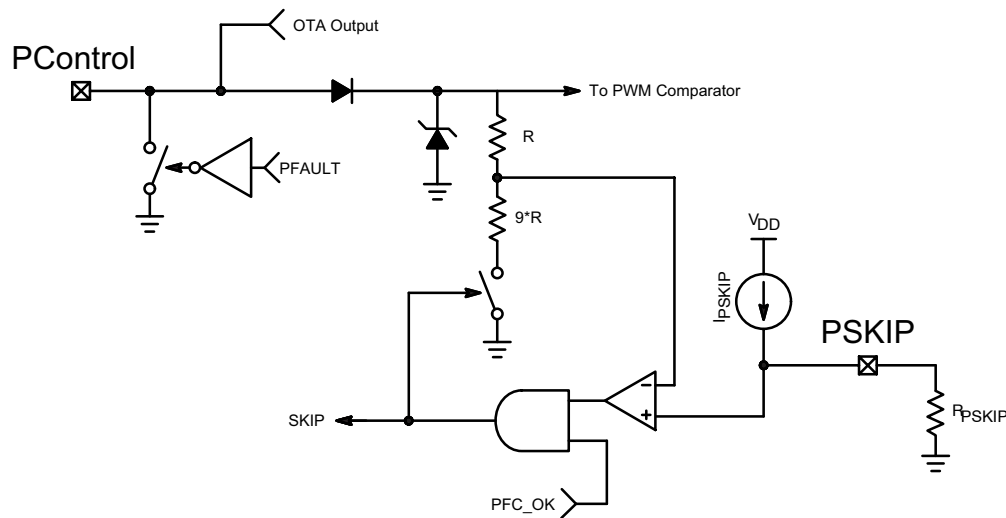 OTA Output
PControl
To PWM Comparator
R
PFAULT
9*R
VDD
IPSKIP
PSKIP
RPSKIP
SKIP
PFC_OK